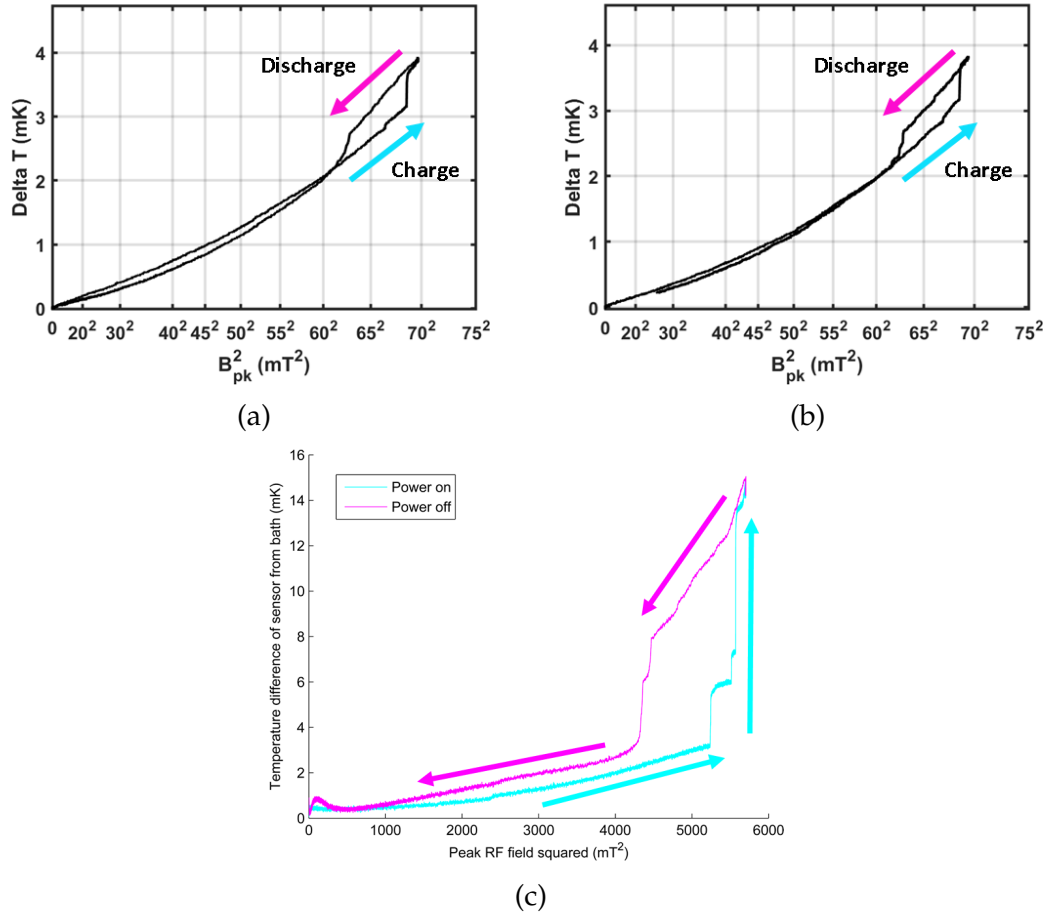 4
3
2
1
0
Delta T (mK)
Discharge
Charge
0 20² 30² 40² 45² 50² 55² 60² 65² 70² 75²
B²pk (mT²)
(a)
4
3
2
1
0
Delta T (mK)
Discharge
Charge
0 20² 30² 40² 45² 50² 55² 60² 65² 70² 75²
B²pk (mT²)
(b)
16
14
12
10
8
6
4
2
0
Temperature difference of sensor from bath (mK)
Power on
Power off
0 1000 2000 3000 4000 5000 6000
Peak RF field squared (mT²)
(c)